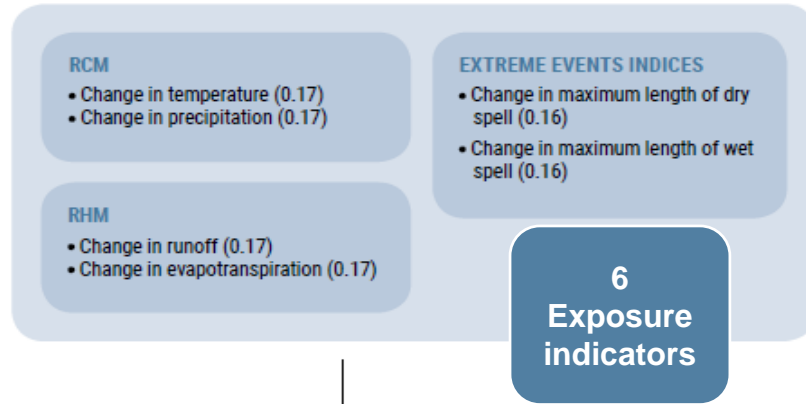 RCM
• Change in temperature (0.17)
• Change in precipitation (0.17)
RHM
• Change in runoff (0.17)
• Change in evapotranspiration (0.17)
EXTREME EVENTS INDICES
• Change in maximum length of dry
spell (0.16)
• Change in maximum length of wet
spell (0.16)
6
Exposure
indicators